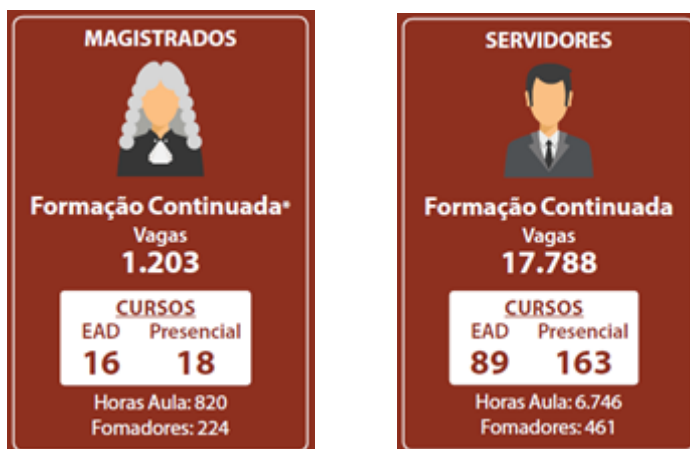 MAGISTRADOS
Formação Continuada*
Vagas
1.203
CURSOS
EAD Presencial
16 18
Horas Aula: 820
Fomadores: 224
SERVIDORES
Formação Continuada
Vagas
17.788
CURSOS
EAD Presencial
89 163
Horas Aula: 6.746
Fomadores: 461